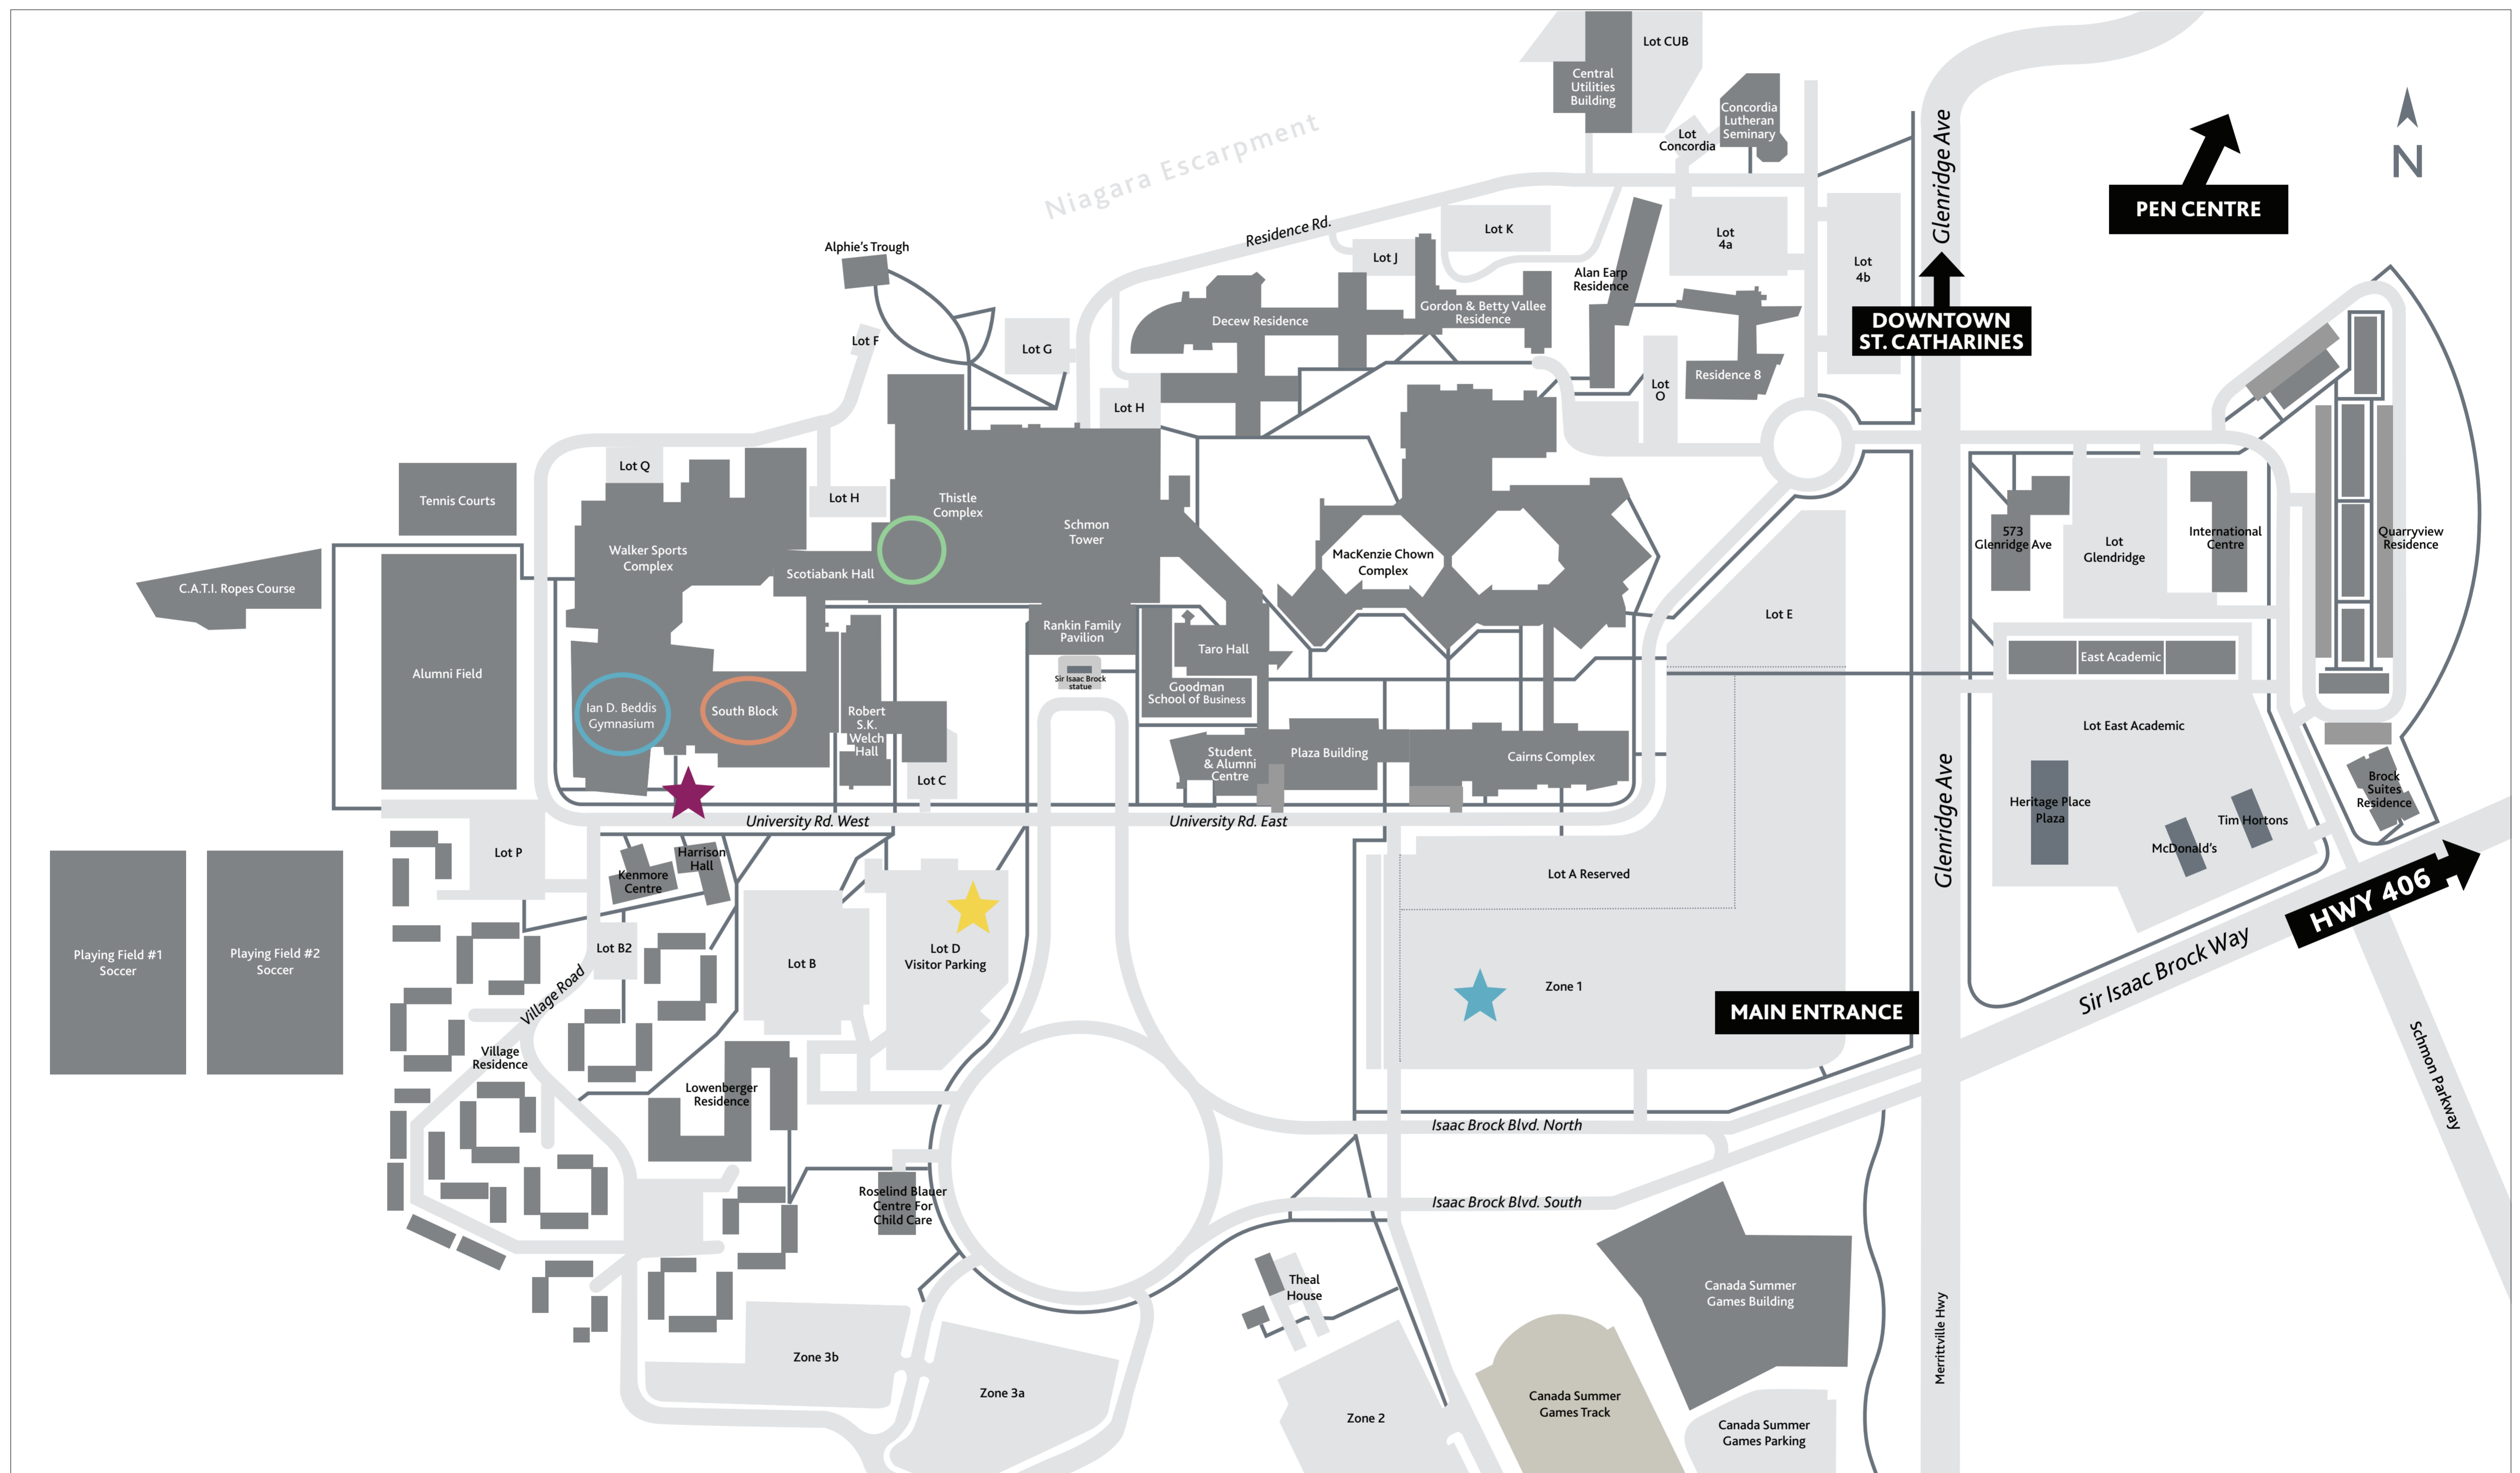 Lot CUB
Central
Utilities
Building
Concordia
Lutheran
Seminary
Lot
Concordia
Niagara Escarpment
Glenridge Ave
N
PEN CENTRE
Residence Rd.
Lot K
Lot J
Lot
4a
Lot
4b
Alphie's Trough
Alan Earp
Residence
Gordon & Betty Vallee
Residence
Decew Residence
DOWNTOWN
ST. CATHARINES
Lot F
Lot G
Lot H
Lot
O
Residence 8
Lot Q
Tennis Courts
Lot H
Thistle
Complex
Schmon
Tower
Walker Sports
Complex
Scotiabank Hall
MacKenzie Chown
Complex
573
Glenridge Ave
Lot
Glendridge
International
Centre
Quarryview
Residence
C.A.T.I. Ropes Course
Lot E
Rankin Family
Pavilion
Taro Hall
East Academic
Alumni Field
Sir Isaac Brock
statue
Goodman
School of Business
Ian D. Beddis
Gymnasium
South Block
Robert
S.K.
Welch
Hall
Lot C
Student
& Alumni
Centre
Plaza Building
Cairns Complex
Lot East Academic
Glenridge Ave
Heritage Place
Plaza
McDonald's
Tim Hortons
Brock
Suites
Residence
University Rd. West
University Rd. East
Lot P
Harrison
Hall
Kenmore
Centre
Lot A Reserved
HWY 406
Playing Field #1
Soccer
Playing Field #2
Soccer
Lot B2
Lot B
Lot D
Visitor Parking
Zone 1
MAIN ENTRANCE
Sir Isaac Brock Way
Village Road
Village
Residence
Schmon Parkway
Lowenberger
Residence
Isaac Brock Blvd. North
Roselind Blauer
Centre For
Child Care
Isaac Brock Blvd. South
Theal
House
Canada Summer
Games Building
Merrittville Hwy
Zone 3b
Zone 3a
Zone 2
Canada Summer
Games Track
Canada Summer
Games Parking